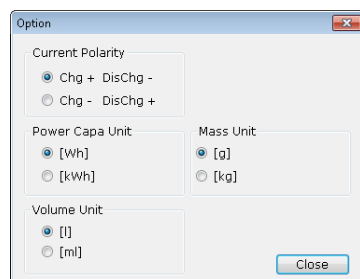 Option
Current Polarity
Chg +  DisChg -
Chg -  DisChg +
Power Capa Unit
[Wh]
[kWh]
Mass Unit
[g]
[kg]
Volume Unit
[l]
[ml]
Close